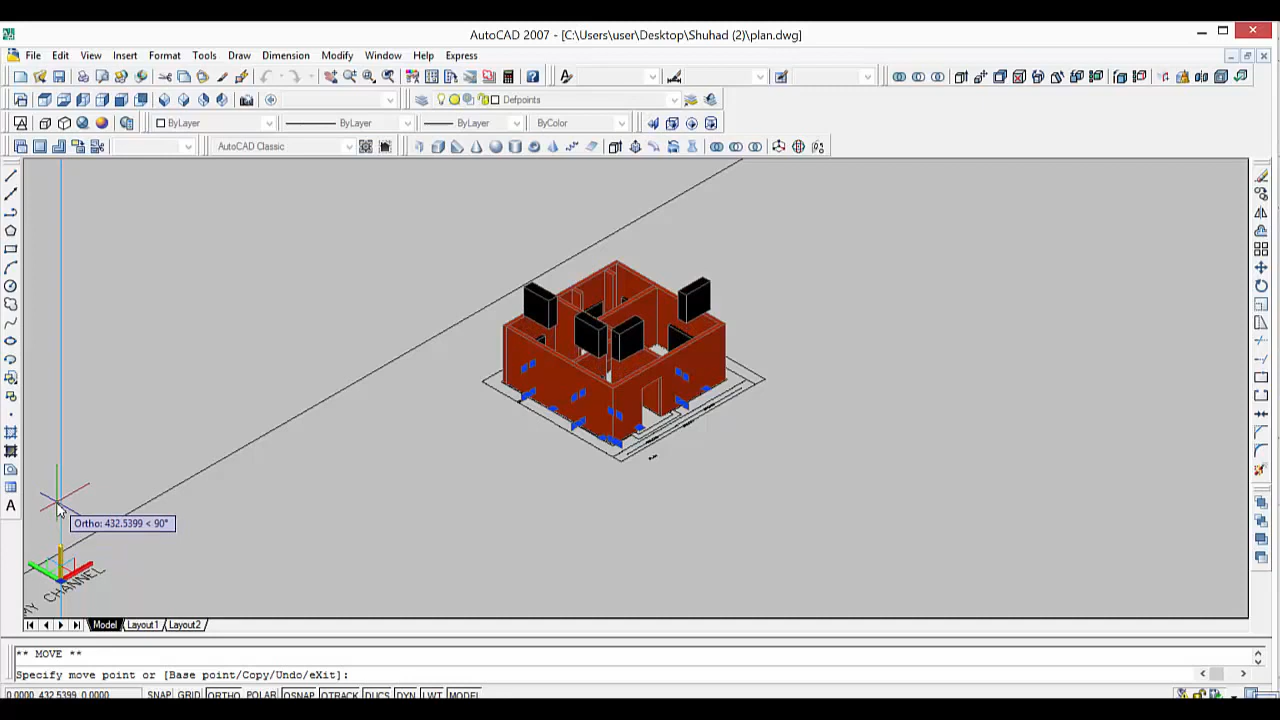 AutoCAD 2007 - [C:\Users\user\Desktop\Shuhad (2)\plan.dwg]
File Edit View Insert Format Tools Draw Dimension Modify Window Help Express
Defpoints
ByLayer ByLayer ByLayer ByColor
AutoCAD Classic
Ortho: 432.5399 < 90°
MY CHANNEL
Model Layout1 Layout2
** MOVE **
Specify move point or [Base point/Copy/Undo/eXit]:
0.0000, 432.5399, 0.0000 SNAP GRID ORTHO POLAR OSNAP OTRACK DUCS DYN LWT MODEL